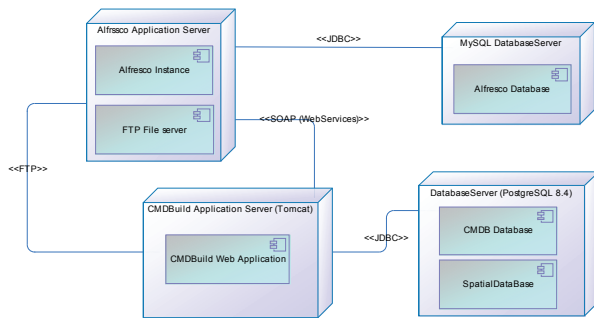 Alfrssco Application Server
Alfresco Instance
FTP File server
<<JDBC>>
MySQL DatabaseServer
Alfresco Database
<<SOAP (WebServices)>>
<<FTP>>
CMDBuild Application Server (Tomcat)
CMDBuild Web Application
<<JDBC>>
DatabaseServer (PostgreSQL 8.4)
CMDB Database
SpatialDataBase